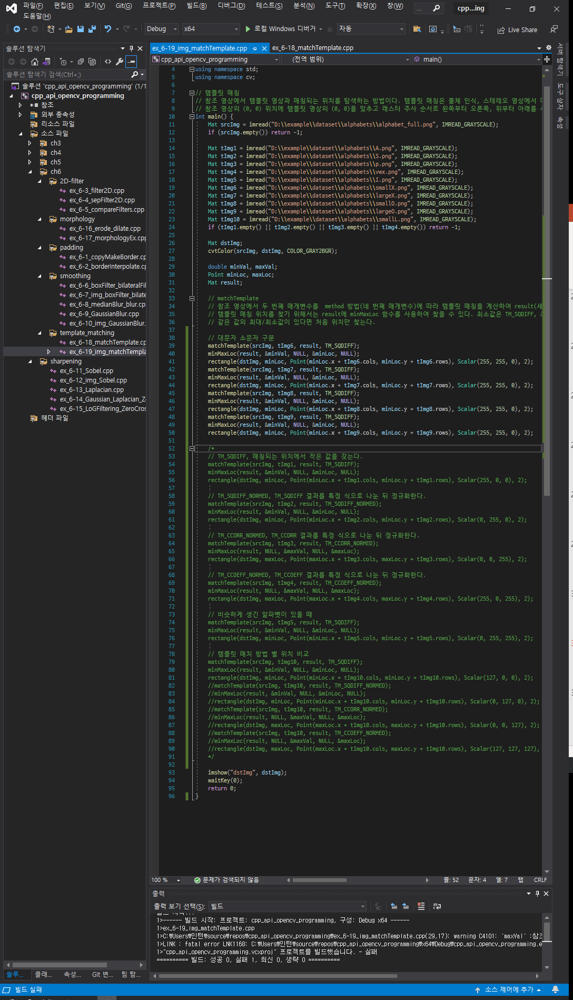 파일(F) 편집(E) 보기(V) Git(G) 프로젝트(P) 빌드(B) 디버그(D) 테스트(S) 분석(N) 도구(T) 확장(X) 창(W) ... cpp...ing
도움말(H)
Debug x64 로컬 Windows 디버거 자동 Live Share
솔루션 탐색기
솔루션 탐색기 검색(Ctrl+;)
솔루션 'cpp_api_opencv_programming' (1/1
cpp_api_opencv_programming
참조
외부 종속성
리소스 파일
소스 파일
ch3
ch4
ch5
ch6
2D-filter
ex_6-3_filter2D.cpp
ex_6-4_sepFilter2D.cpp
ex_6-5_compareFilters.cpp
morphology
ex_6-16_erode_dilate.cpp
ex_6-17_morphologyEx.cpp
padding
ex_6-1_copyMakeBorder.cp
ex_6-2_borderInterpolate.cp
smoothing
ex_6-6_boxFilter_bilateralFil
ex_6-7_img_boxFilter_bilate
ex_6-8_medianBlur_blur.cp
ex_6-9_GaussianBlur.cpp
ex_6-10_img_GaussianBlur.
template_matching
ex_6-18_matchTemplate.cp
ex_6-19_img_matchTempla
sharpening
ex_6-11_Sobel.cpp
ex_6-12_img_Sobel.cpp
ex_6-13_Laplacian.cpp
ex_6-14_Gaussian_Laplacian_Z
ex_6-15_LoGFiltering_ZeroCros
헤더 파일
솔루... 클래... 속성... Git 변... 팀 탐...
ex_6-19_img_matchTemplate.cpp ex_6-18_matchTemplate.cpp
cpp_api_opencv_programming (전역 범위) main()
4 using namespace std;
5 using namespace cv;
6
7 // 템플릿 매칭
8 // 참조 영상에서 템플릿 영상과 매칭되는 위치를 탐색하는 방법이다. 템플릿 매칭은 물체 인식, 스테레오 영상에서
9 // 참조 영상의 (0, 0) 위치에 템플릿 영상의 (0, 0)을 맞추고 래스터 주사 순서로 왼쪽부터 오른쪽, 위부터 아래를
10 int main() {
11 Mat srcImg = imread("D:\\example\\dataset\\alphabets\\alphabet_full.png", IMREAD_GRAYSCALE);
12 if (srcImg.empty()) return -1;
13
14 Mat tImg1 = imread("D:\\example\\dataset\\alphabets\\A.png", IMREAD_GRAYSCALE);
15 Mat tImg2 = imread("D:\\example\\dataset\\alphabets\\S.png", IMREAD_GRAYSCALE);
16 Mat tImg3 = imread("D:\\example\\dataset\\alphabets\\p.png", IMREAD_GRAYSCALE);
17 Mat tImg4 = imread("D:\\example\\dataset\\alphabets\\vwx.png", IMREAD_GRAYSCALE);
18 Mat tImg5 = imread("D:\\example\\dataset\\alphabets\\I.png", IMREAD_GRAYSCALE);
19 Mat tImg6 = imread("D:\\example\\dataset\\alphabets\\smallX.png", IMREAD_GRAYSCALE);
20 Mat tImg7 = imread("D:\\example\\dataset\\alphabets\\largeX.png", IMREAD_GRAYSCALE);
21 Mat tImg8 = imread("D:\\example\\dataset\\alphabets\\smallO.png", IMREAD_GRAYSCALE);
22 Mat tImg9 = imread("D:\\example\\dataset\\alphabets\\largeO.png", IMREAD_GRAYSCALE);
23 Mat tImg10 = imread("D:\\example\\dataset\\alphabets\\smallL.png", IMREAD_GRAYSCALE);
24 if (tImg1.empty() || tImg2.empty() || tImg3.empty() || tImg4.empty()) return -1;
25
26 Mat dstImg;
27 cvtColor(srcImg, dstImg, COLOR_GRAY2BGR);
28
29 double minVal, maxVal;
30 Point minLoc, maxLoc;
31 Mat result;
32
33 // matchTemplate
34 // 참조 영상에서 두 번째 매개변수를 method 방법(네 번째 매개변수)에 따라 템플릿 매칭을 계산하여 result(세
35 // 템플릿 매칭 위치를 찾기 위해서는 result에 minMaxLoc 함수를 사용하여 찾을 수 있다. 최소값은 TM_SQDIFF,
36 // 같은 값의 최대/최소값이 있다면 처음 위치만 찾는다.
37
38 // 대문자 소문자 구분
39 matchTemplate(srcImg, tImg6, result, TM_SQDIFF);
40 minMaxLoc(result, &minVal, NULL, &minLoc, NULL);
41 rectangle(dstImg, minLoc, Point(minLoc.x + tImg6.cols, minLoc.y + tImg6.rows), Scalar(255, 255, 0), 2);
42 matchTemplate(srcImg, tImg7, result, TM_SQDIFF);
43 minMaxLoc(result, &minVal, NULL, &minLoc, NULL);
44 rectangle(dstImg, minLoc, Point(minLoc.x + tImg7.cols, minLoc.y + tImg7.rows), Scalar(255, 255, 0), 2);
45 matchTemplate(srcImg, tImg8, result, TM_SQDIFF);
46 minMaxLoc(result, &minVal, NULL, &minLoc, NULL);
47 rectangle(dstImg, minLoc, Point(minLoc.x + tImg8.cols, minLoc.y + tImg8.rows), Scalar(255, 255, 0), 2);
48 matchTemplate(srcImg, tImg9, result, TM_SQDIFF);
49 minMaxLoc(result, &minVal, NULL, &minLoc, NULL);
50 rectangle(dstImg, minLoc, Point(minLoc.x + tImg9.cols, minLoc.y + tImg9.rows), Scalar(255, 255, 0), 2);
51
52 /*
53 // TM_SQDIFF, 매칭되는 위치에서 작은 값을 갖는다.
54 matchTemplate(srcImg, tImg1, result, TM_SQDIFF);
55 minMaxLoc(result, &minVal, NULL, &minLoc, NULL);
56 rectangle(dstImg, minLoc, Point(minLoc.x + tImg1.cols, minLoc.y + tImg1.rows), Scalar(255, 0, 0), 2);
57
58 // TM_SQDIFF_NORMED, TM_SQDIFF 결과를 특정 식으로 나눈 뒤 정규화한다.
59 matchTemplate(srcImg, tImg2, result, TM_SQDIFF_NORMED);
60 minMaxLoc(result, &minVal, NULL, &minLoc, NULL);
61 rectangle(dstImg, minLoc, Point(minLoc.x + tImg2.cols, minLoc.y + tImg2.rows), Scalar(0, 255, 0), 2);
62
63 // TM_CCORR_NORMED, TM_CCORR 결과를 특정 식으로 나눈 뒤 정규화한다.
64 matchTemplate(srcImg, tImg3, result, TM_CCORR_NORMED);
65 minMaxLoc(result, NULL, &maxVal, NULL, &maxLoc);
66 rectangle(dstImg, maxLoc, Point(maxLoc.x + tImg3.cols, maxLoc.y + tImg3.rows), Scalar(0, 0, 255), 2);
67
68 // TM_CCOEFF_NORMED, TM_CCOEFF 결과를 특정 식으로 나눈 뒤 정규화한다.
69 matchTemplate(srcImg, tImg4, result, TM_CCOEFF_NORMED);
70 minMaxLoc(result, NULL, &maxVal, NULL, &maxLoc);
71 rectangle(dstImg, maxLoc, Point(maxLoc.x + tImg4.cols, maxLoc.y + tImg4.rows), Scalar(255, 0, 255), 2);
72
73 // 비슷하게 생긴 알파벳이 있을 때
74 matchTemplate(srcImg, tImg5, result, TM_SQDIFF);
75 minMaxLoc(result, &minVal, NULL, &minLoc, NULL);
76 rectangle(dstImg, minLoc, Point(minLoc.x + tImg5.cols, minLoc.y + tImg5.rows), Scalar(0, 255, 255), 2);
77
78 // 템플릿 매치 방법 별 위치 비교
79 matchTemplate(srcImg, tImg10, result, TM_SQDIFF);
80 minMaxLoc(result, &minVal, NULL, &minLoc, NULL);
81 rectangle(dstImg, minLoc, Point(minLoc.x + tImg10.cols, minLoc.y + tImg10.rows), Scalar(127, 0, 0), 2);
82 //matchTemplate(srcImg, tImg10, result, TM_SQDIFF_NORMED);
83 //minMaxLoc(result, &minVal, NULL, &minLoc, NULL);
84 //rectangle(dstImg, minLoc, Point(minLoc.x + tImg10.cols, minLoc.y + tImg10.rows), Scalar(0, 127, 0), 2);
85 //matchTemplate(srcImg, tImg10, result, TM_CCORR_NORMED);
86 //minMaxLoc(result, NULL, &maxVal, NULL, &maxLoc);
87 //rectangle(dstImg, maxLoc, Point(maxLoc.x + tImg10.cols, maxLoc.y + tImg10.rows), Scalar(0, 0, 127), 2);
88 //matchTemplate(srcImg, tImg10, result, TM_CCOEFF_NORMED);
89 //minMaxLoc(result, NULL, &maxVal, NULL, &maxLoc);
90 //rectangle(dstImg, maxLoc, Point(maxLoc.x + tImg10.cols, maxLoc.y + tImg10.rows), Scalar(127, 127, 127),
91 */
92
93 imshow("dstImg", dstImg);
94 waitKey(0);
95 return 0;
96 }
100 % 문제가 검색되지 않음 줄: 52 문자: 4 열: 7 탭 CRLF
출력
출력 보기 선택(S): 빌드
1>------ 빌드 시작: 프로젝트: cpp_api_opencv_programming, 구성: Debug x64 ------
1>ex_6-19_img_matchTemplate.cpp
1>C:₩Users₩인턴₩source₩repos₩cpp_api_opencv_programming₩ex_6-19_img_matchTemplate.cpp(29,17): warning C4101: 'maxVal' :참조
1>LINK : fatal error LNK1168: C:₩Users₩인턴₩source₩repos₩cpp_api_opencv_programming₩x64₩Debug₩cpp_api_opencv_programming.e
1>"cpp_api_opencv_programming.vcxproj" 프로젝트를 빌드했습니다. - 실패
========== 빌드: 성공 0, 실패 1, 최신 0, 생략 0 ==========
서버 탐색기
도구 상자
속성
빌드 실패 소스 제어에 추가